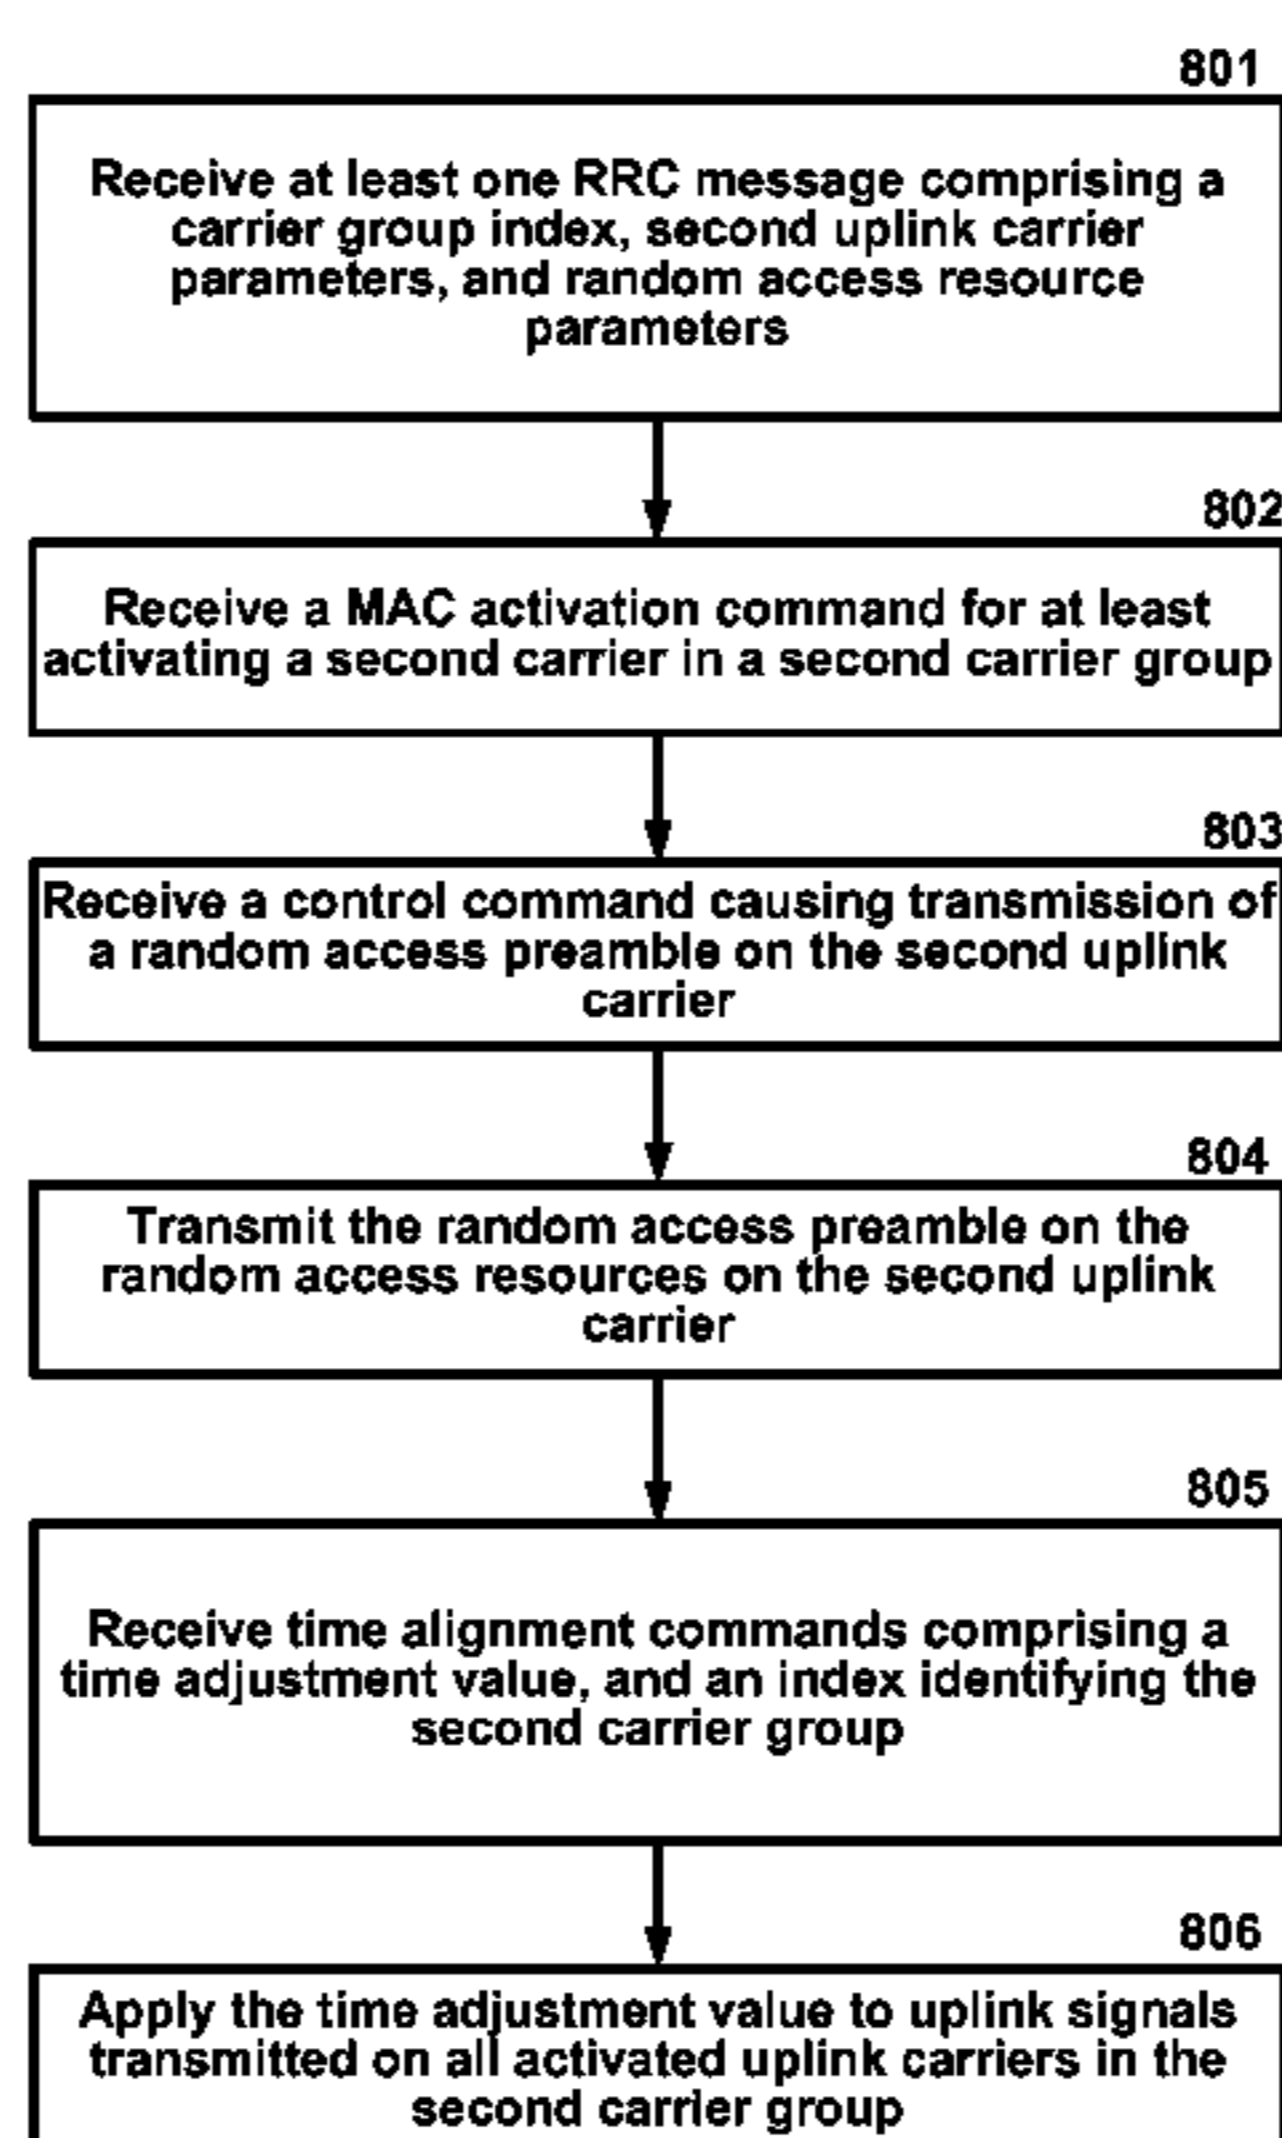 801
Receive at least one RRC message comprising a
carrier group index, second uplink carrier
parameters, and random access resource
parameters
802
Receive a MAC activation command for at least
activating a second carrier in a second carrier group
803
Receive a control command causing transmission of
a random access preamble on the second uplink
carrier
804
Transmit the random access preamble on the
random access resources on the second uplink
carrier
805
Receive time alignment commands comprising a
time adjustment value, and an index identifying the
second carrier group
806
Apply the time adjustment value to uplink signals
transmitted on all activated uplink carriers in the
second carrier group